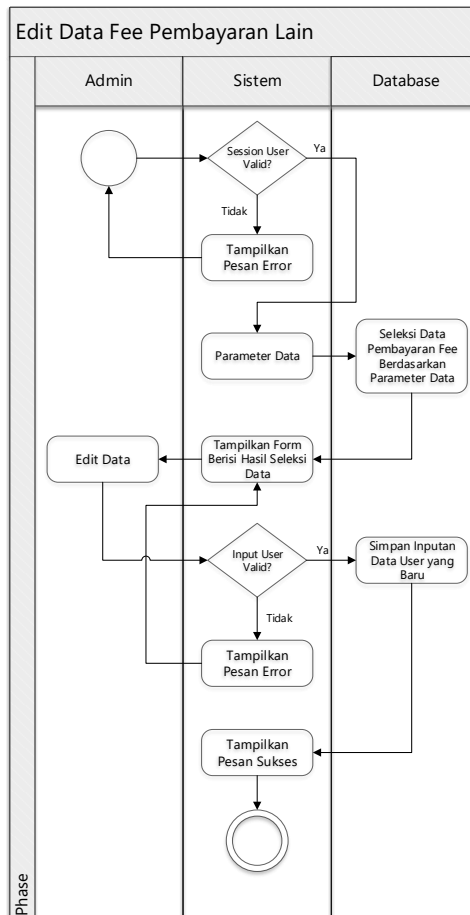 Edit Data Fee Pembayaran Lain
Admin
Sistem
Database
Session User
Valid?
Ya
Tidak
Tampilkan
Pesan Error
Parameter Data
Seleksi Data
Pembayaran Fee
Berdasarkan
Parameter Data
Edit Data
Tampilkan Form
Berisi Hasil Seleksi
Data
Input User
Valid?
Ya
Simpan Inputan
Data User yang
Baru
Tidak
Tampilkan
Pesan Error
Tampilkan
Pesan Sukses
Phase